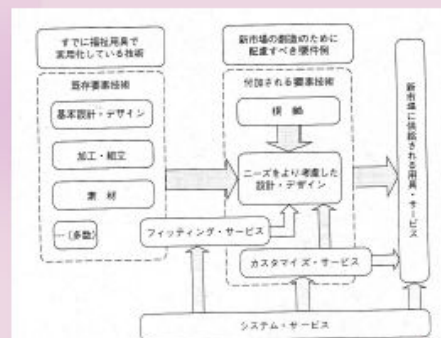 すでに福祉用具で
実用化している技術
新市場の創造のために
配慮すべき要件例
既存要素技術
基本設計・デザイン
加工・組立
素 材
…(多数)
付加される要素技術
ニーズをより考慮した
設計・デザイン
フィッティング・サービス
カスタマイズ・サービス
システム・サービス
新市場に供給される用具・サービス